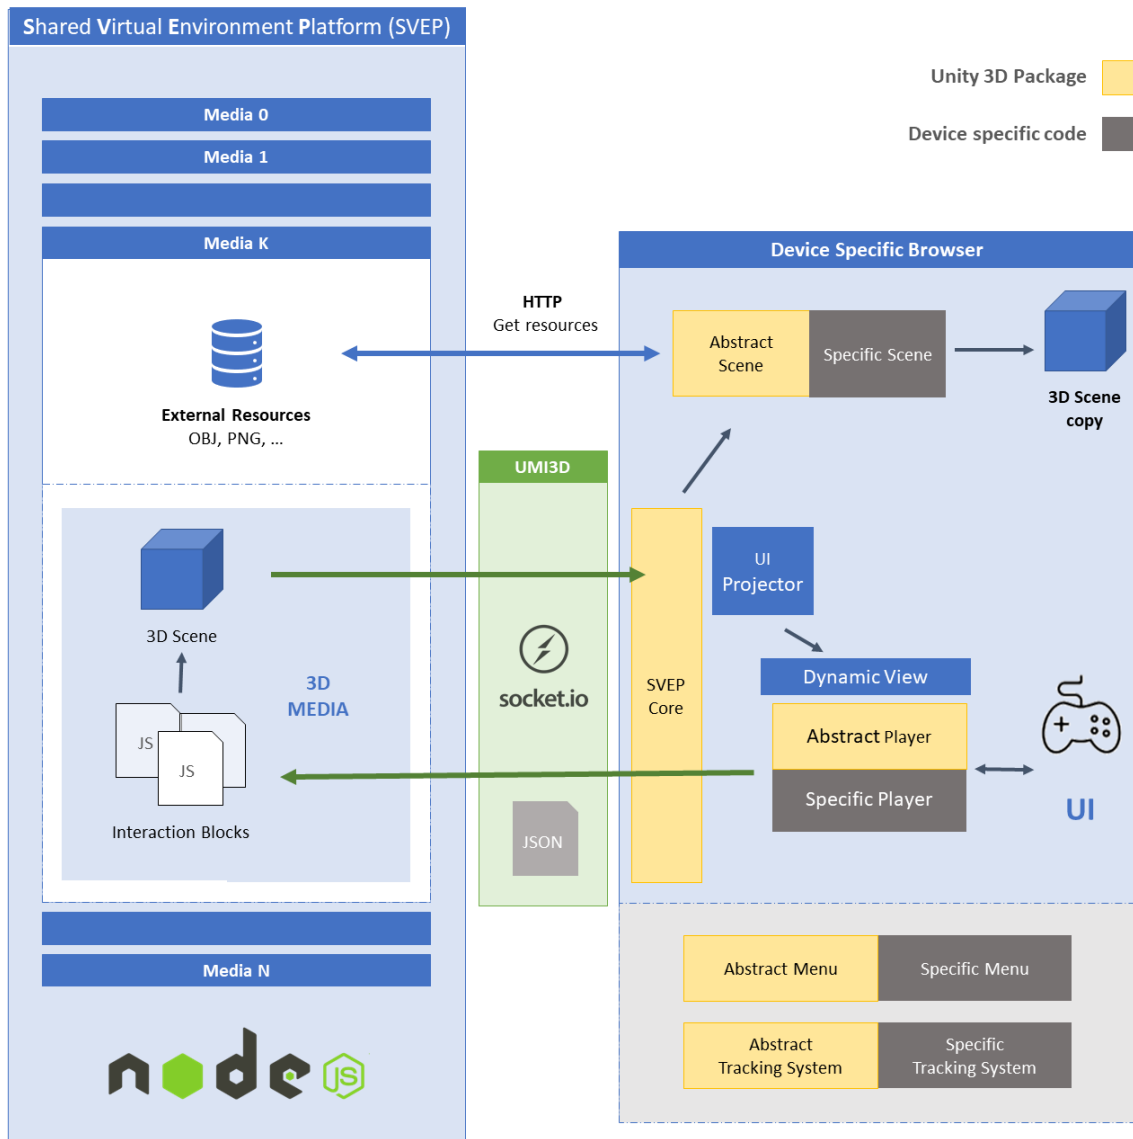 Shared Virtual Environment Platform (SVEP)
Unity 3D Package
Device specific code
Media 0
Media 1
Media K
External Resources
OBJ, PNG, ...
HTTP
Get resources
Device Specific Browser
Abstract
Scene
Specific Scene
3D Scene
copy
UMI3D
socket.io
JSON
3D Scene
3D
MEDIA
JS
JS
Interaction Blocks
SVEP
Core
UI
Projector
Dynamic View
Abstract Player
Specific Player
UI
Media N
node
JS
Abstract Menu
Specific Menu
Abstract
Tracking System
Specific
Tracking System